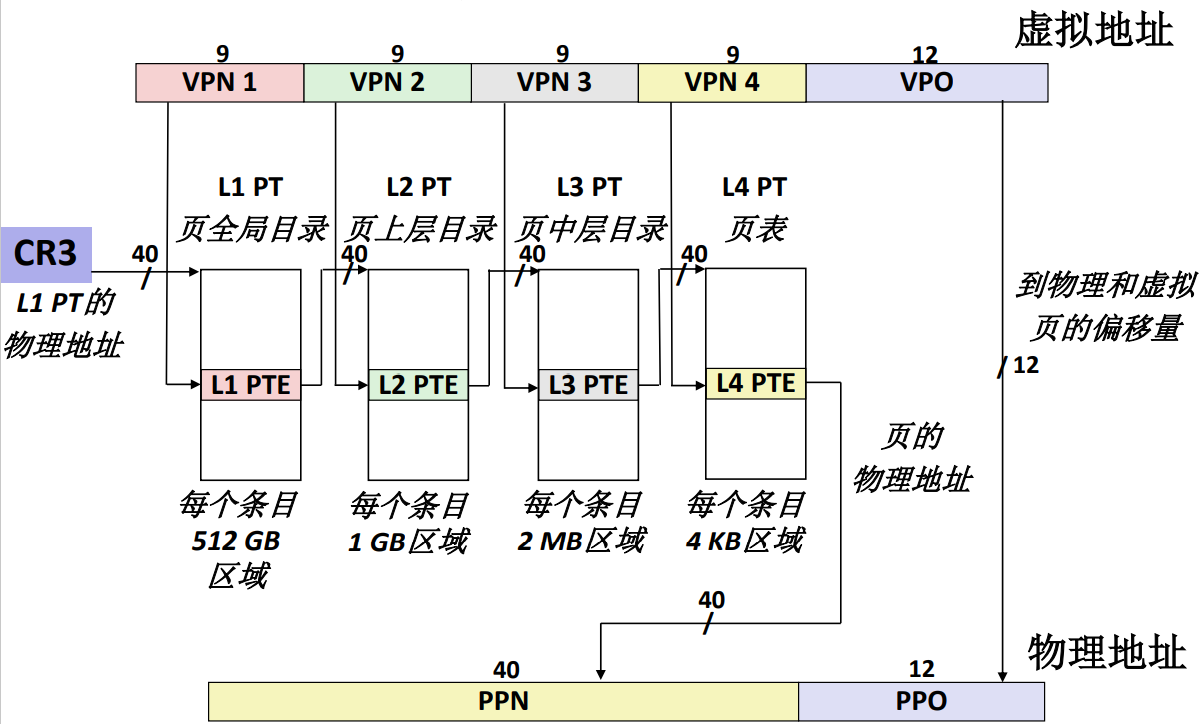 虚拟地址
9 9 9 9 12
VPN 1 VPN 2 VPN 3 VPN 4 VPO
L1 PT L2 PT L3 PT L4 PT
页全局目录 页上层目录 页中层目录 页表
CR3 40 / 40 / 40 / 40 /
L1 PT的
物理地址
到物理和虚拟
页的偏移量
/ 12
L1 PTE L2 PTE L3 PTE L4 PTE
页的
物理地址
每个条目 每个条目 每个条目 每个条目
512 GB 1 GB区域 2 MB区域 4 KB区域
区域
40
/
物理地址
40 12
PPN PPO